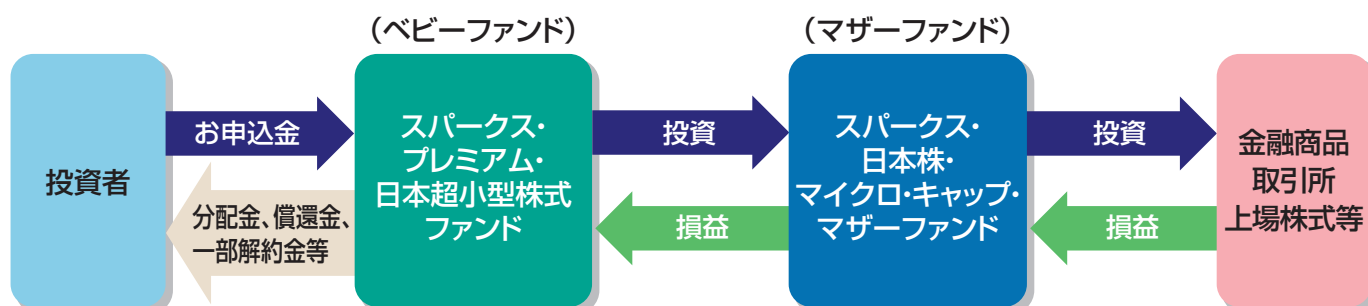 (ベビーファンド)
(マザーファンド)
投資者
お申込金
分配金、償還金、
一部解約金等
スパークス・
プレミアム・
日本超小型株式
ファンド
投資
損益
スパークス・
日本株・
マイクロ・キャップ・
マザーファンド
投資
損益
金融商品
取引所
上場株式等